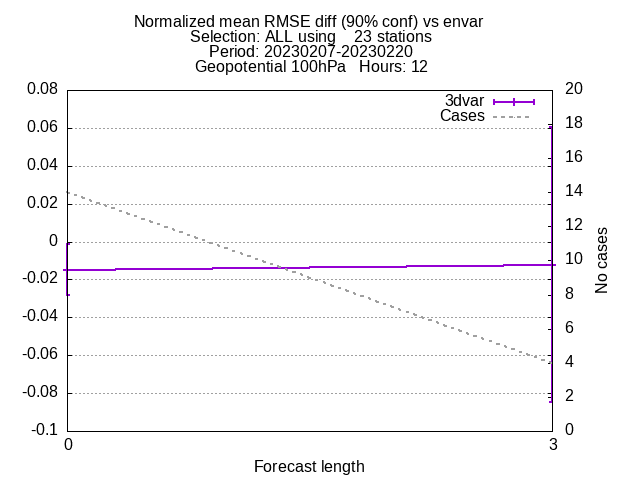 Normalized mean RMSE diff (90% conf) vs envar
Selection: ALL using    23 stations
Period: 20230207-20230220
Geopotential 100hPa   Hours: 12
3dvar
Cases
0.08
0.06
0.04
0.02
0
-0.02
-0.04
-0.06
-0.08
-0.1
20
18
16
14
12
10
8
6
4
2
0
No cases
0
3
Forecast length